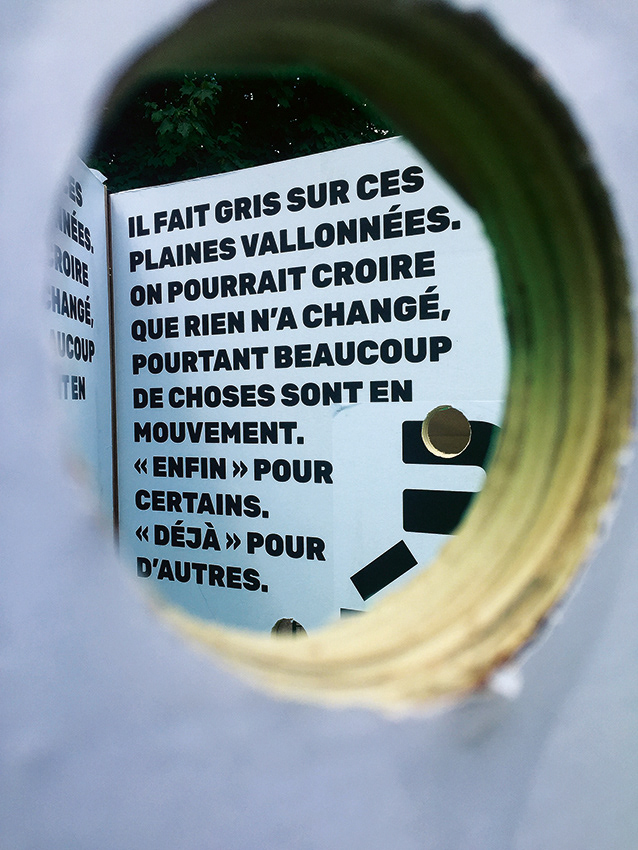 IL FAIT GRIS SUR CES
PLAINES VALLONNÉES.
ON POURRAIT CROIRE
QUE RIEN N'A CHANGÉ,
POURTANT BEAUCOUP
DE CHOSES SONT EN
MOUVEMENT.
« ENFIN » POUR
CERTAINS.
« DÉJÀ » POUR
D'AUTRES.